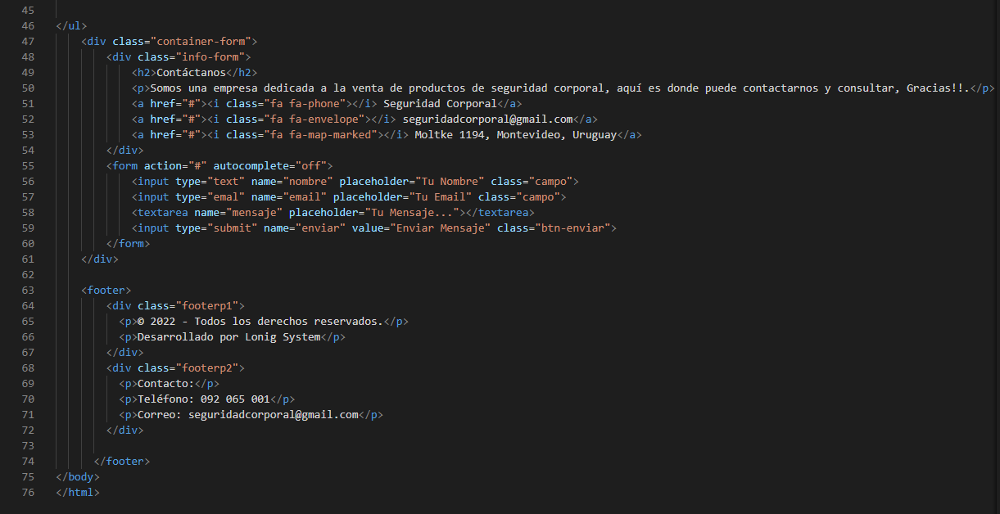 45
46 </ul>
47 <div class="container-form">
48 <div class="info-form">
49 <h2>Contáctanos</h2>
50 <p>Somos una empresa dedicada a la venta de productos de seguridad corporal, aquí es donde puede contactarnos y consultar, Gracias!!.</p>
51 <a href="#"><i class="fa fa-phone"></i> Seguridad Corporal</a>
52 <a href="#"><i class="fa fa-envelope"></i> seguridadcorporal@gmail.com</a>
53 <a href="#"><i class="fa fa-map-marked"></i> Moltke 1194, Montevideo, Uruguay</a>
54 </div>
55 <form action="#" autocomplete="off">
56 <input type="text" name="nombre" placeholder="Tu Nombre" class="campo">
57 <input type="emal" name="email" placeholder="Tu Email" class="campo">
58 <textarea name="mensaje" placeholder="Tu Mensaje..."></textarea>
59 <input type="submit" name="enviar" value="Enviar Mensaje" class="btn-enviar">
60 </form>
61 </div>
62
63 <footer>
64 <div class="footerp1">
65 <p>© 2022 - Todos los derechos reservados.</p>
66 <p>Desarrollado por Lonig System</p>
67 </div>
68 <div class="footerp2">
69 <p>Contacto:</p>
70 <p>Teléfono: 092 065 001</p>
71 <p>Correo: seguridadcorporal@gmail.com</p>
72 </div>
73
74 </footer>
75 </body>
76 </html>